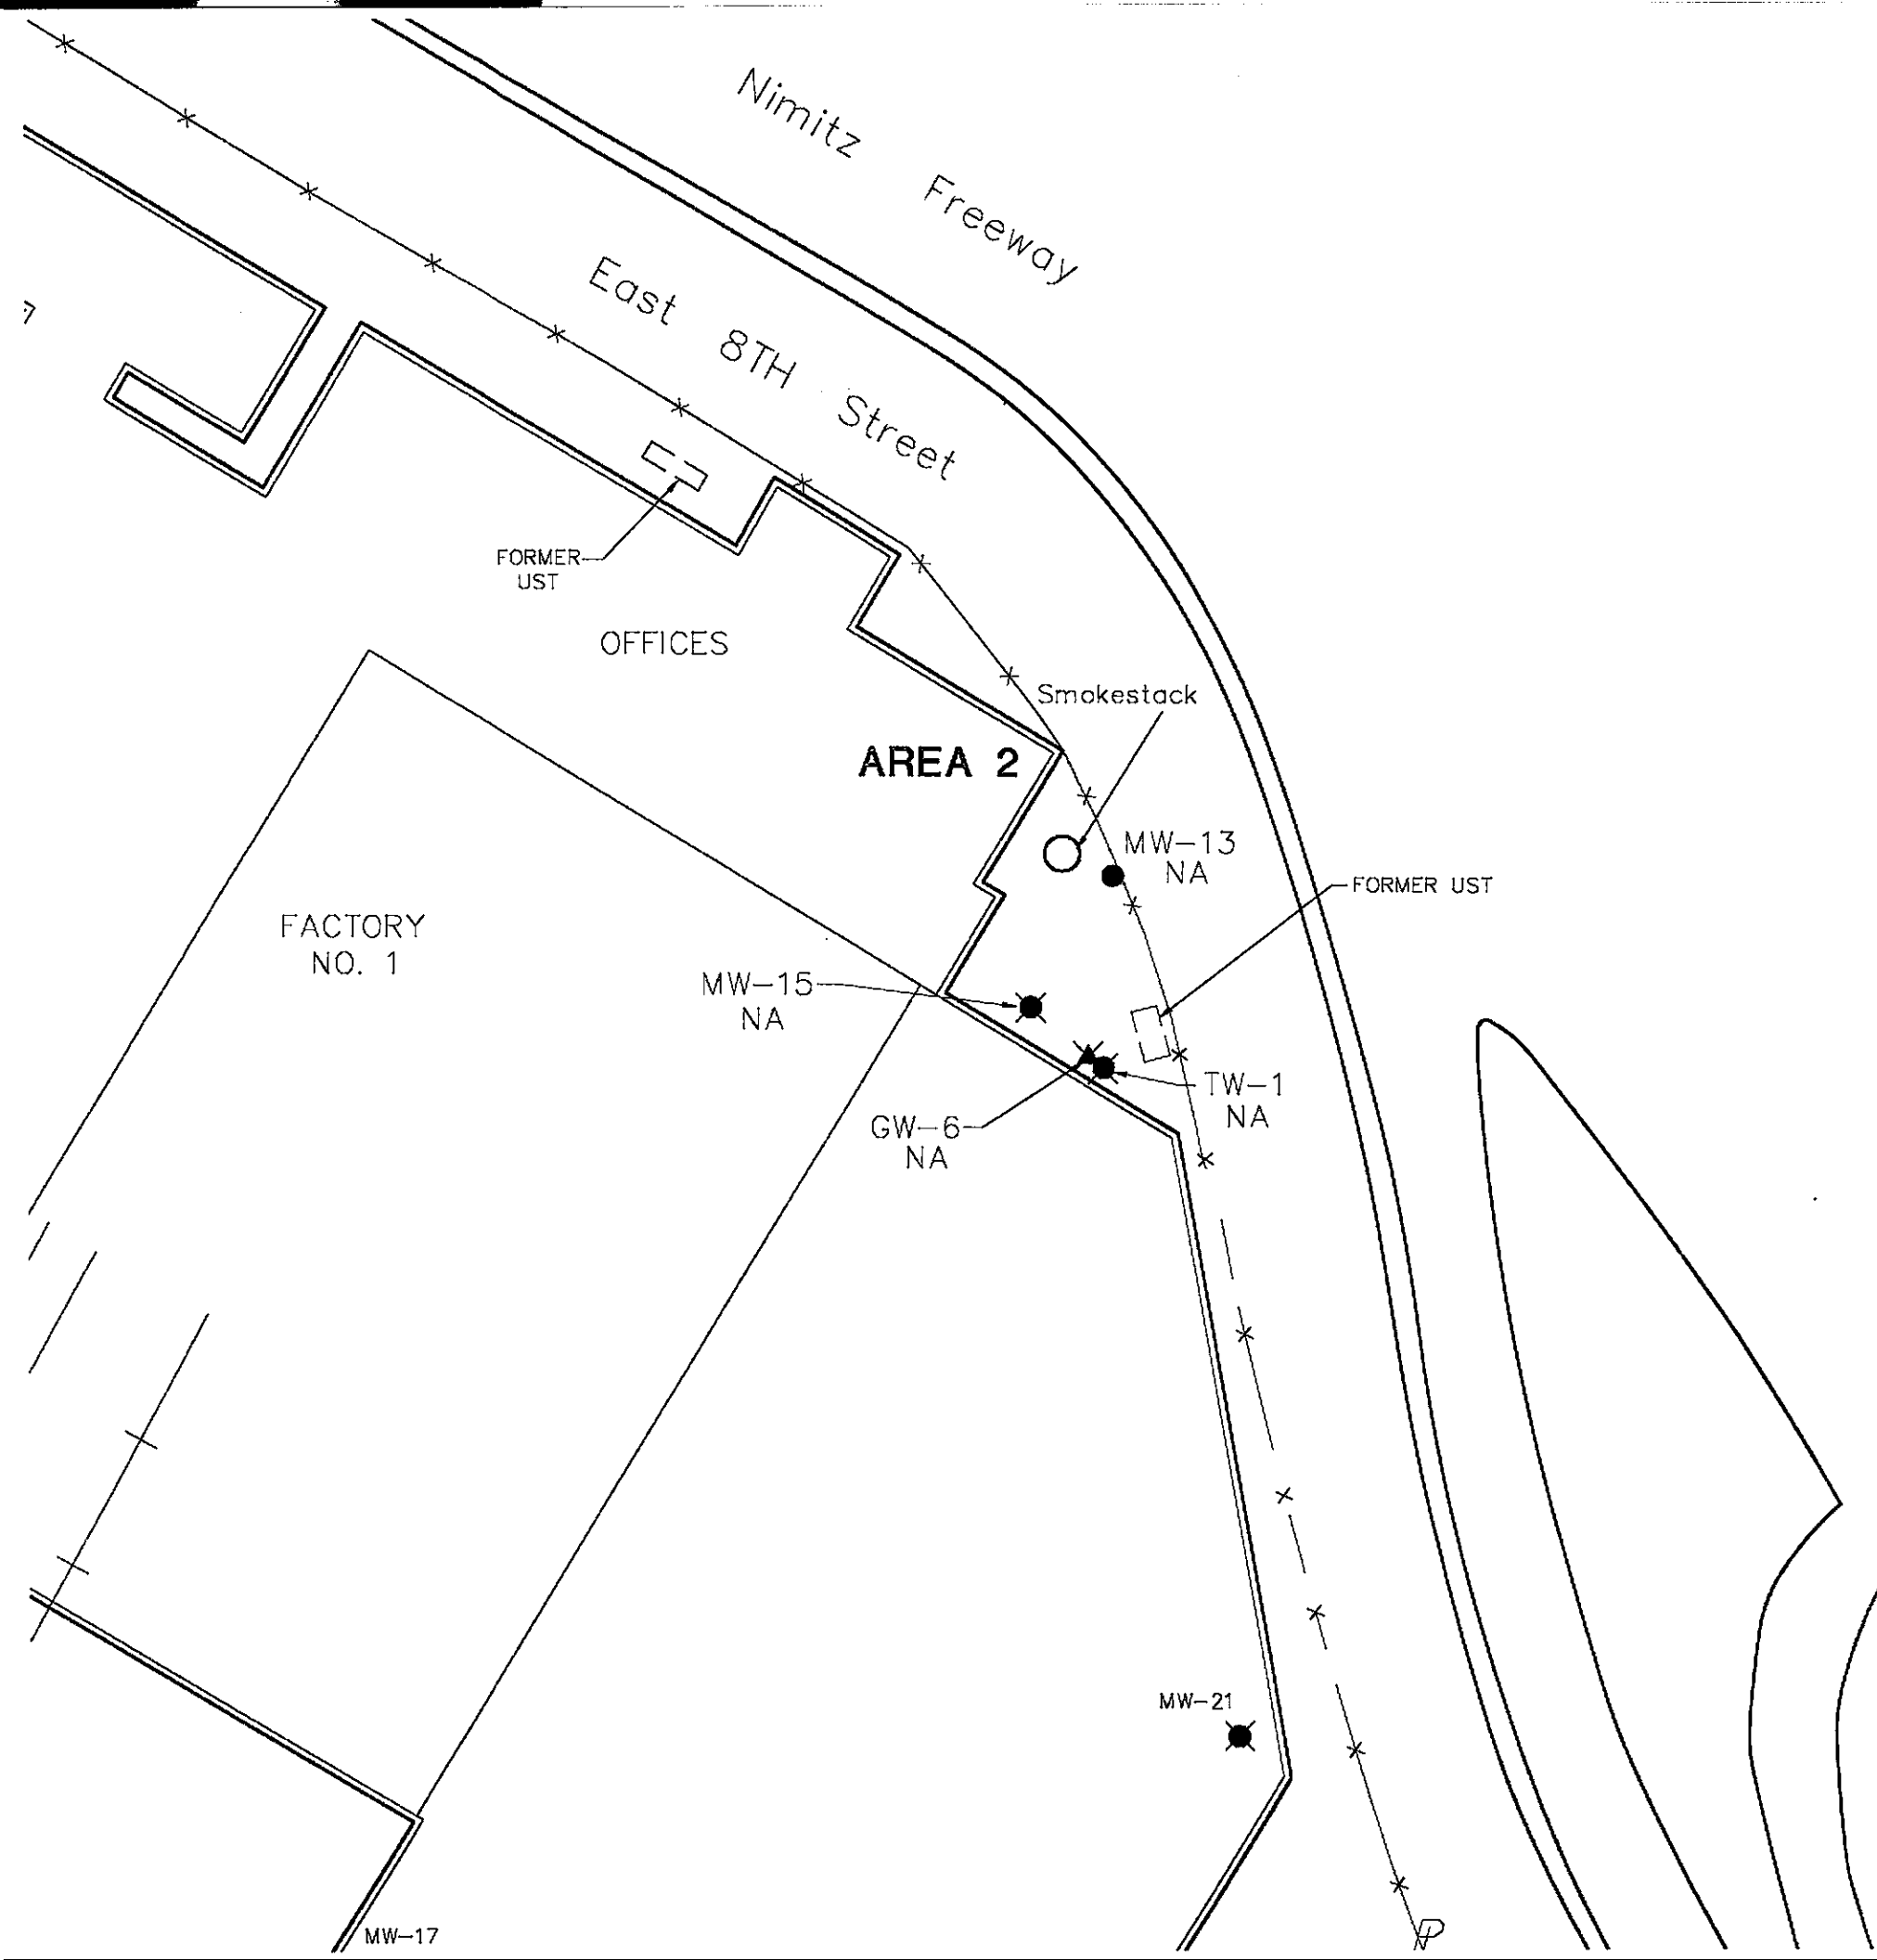 Nimitz Freeway
East 8TH Street
FORMER
UST
OFFICES
Smokestack
AREA 2
MW-13
NA
FORMER UST
FACTORY
NO. 1
MW-15
NA
TW-1
NA
GW-6
NA
MW-21
MW-17